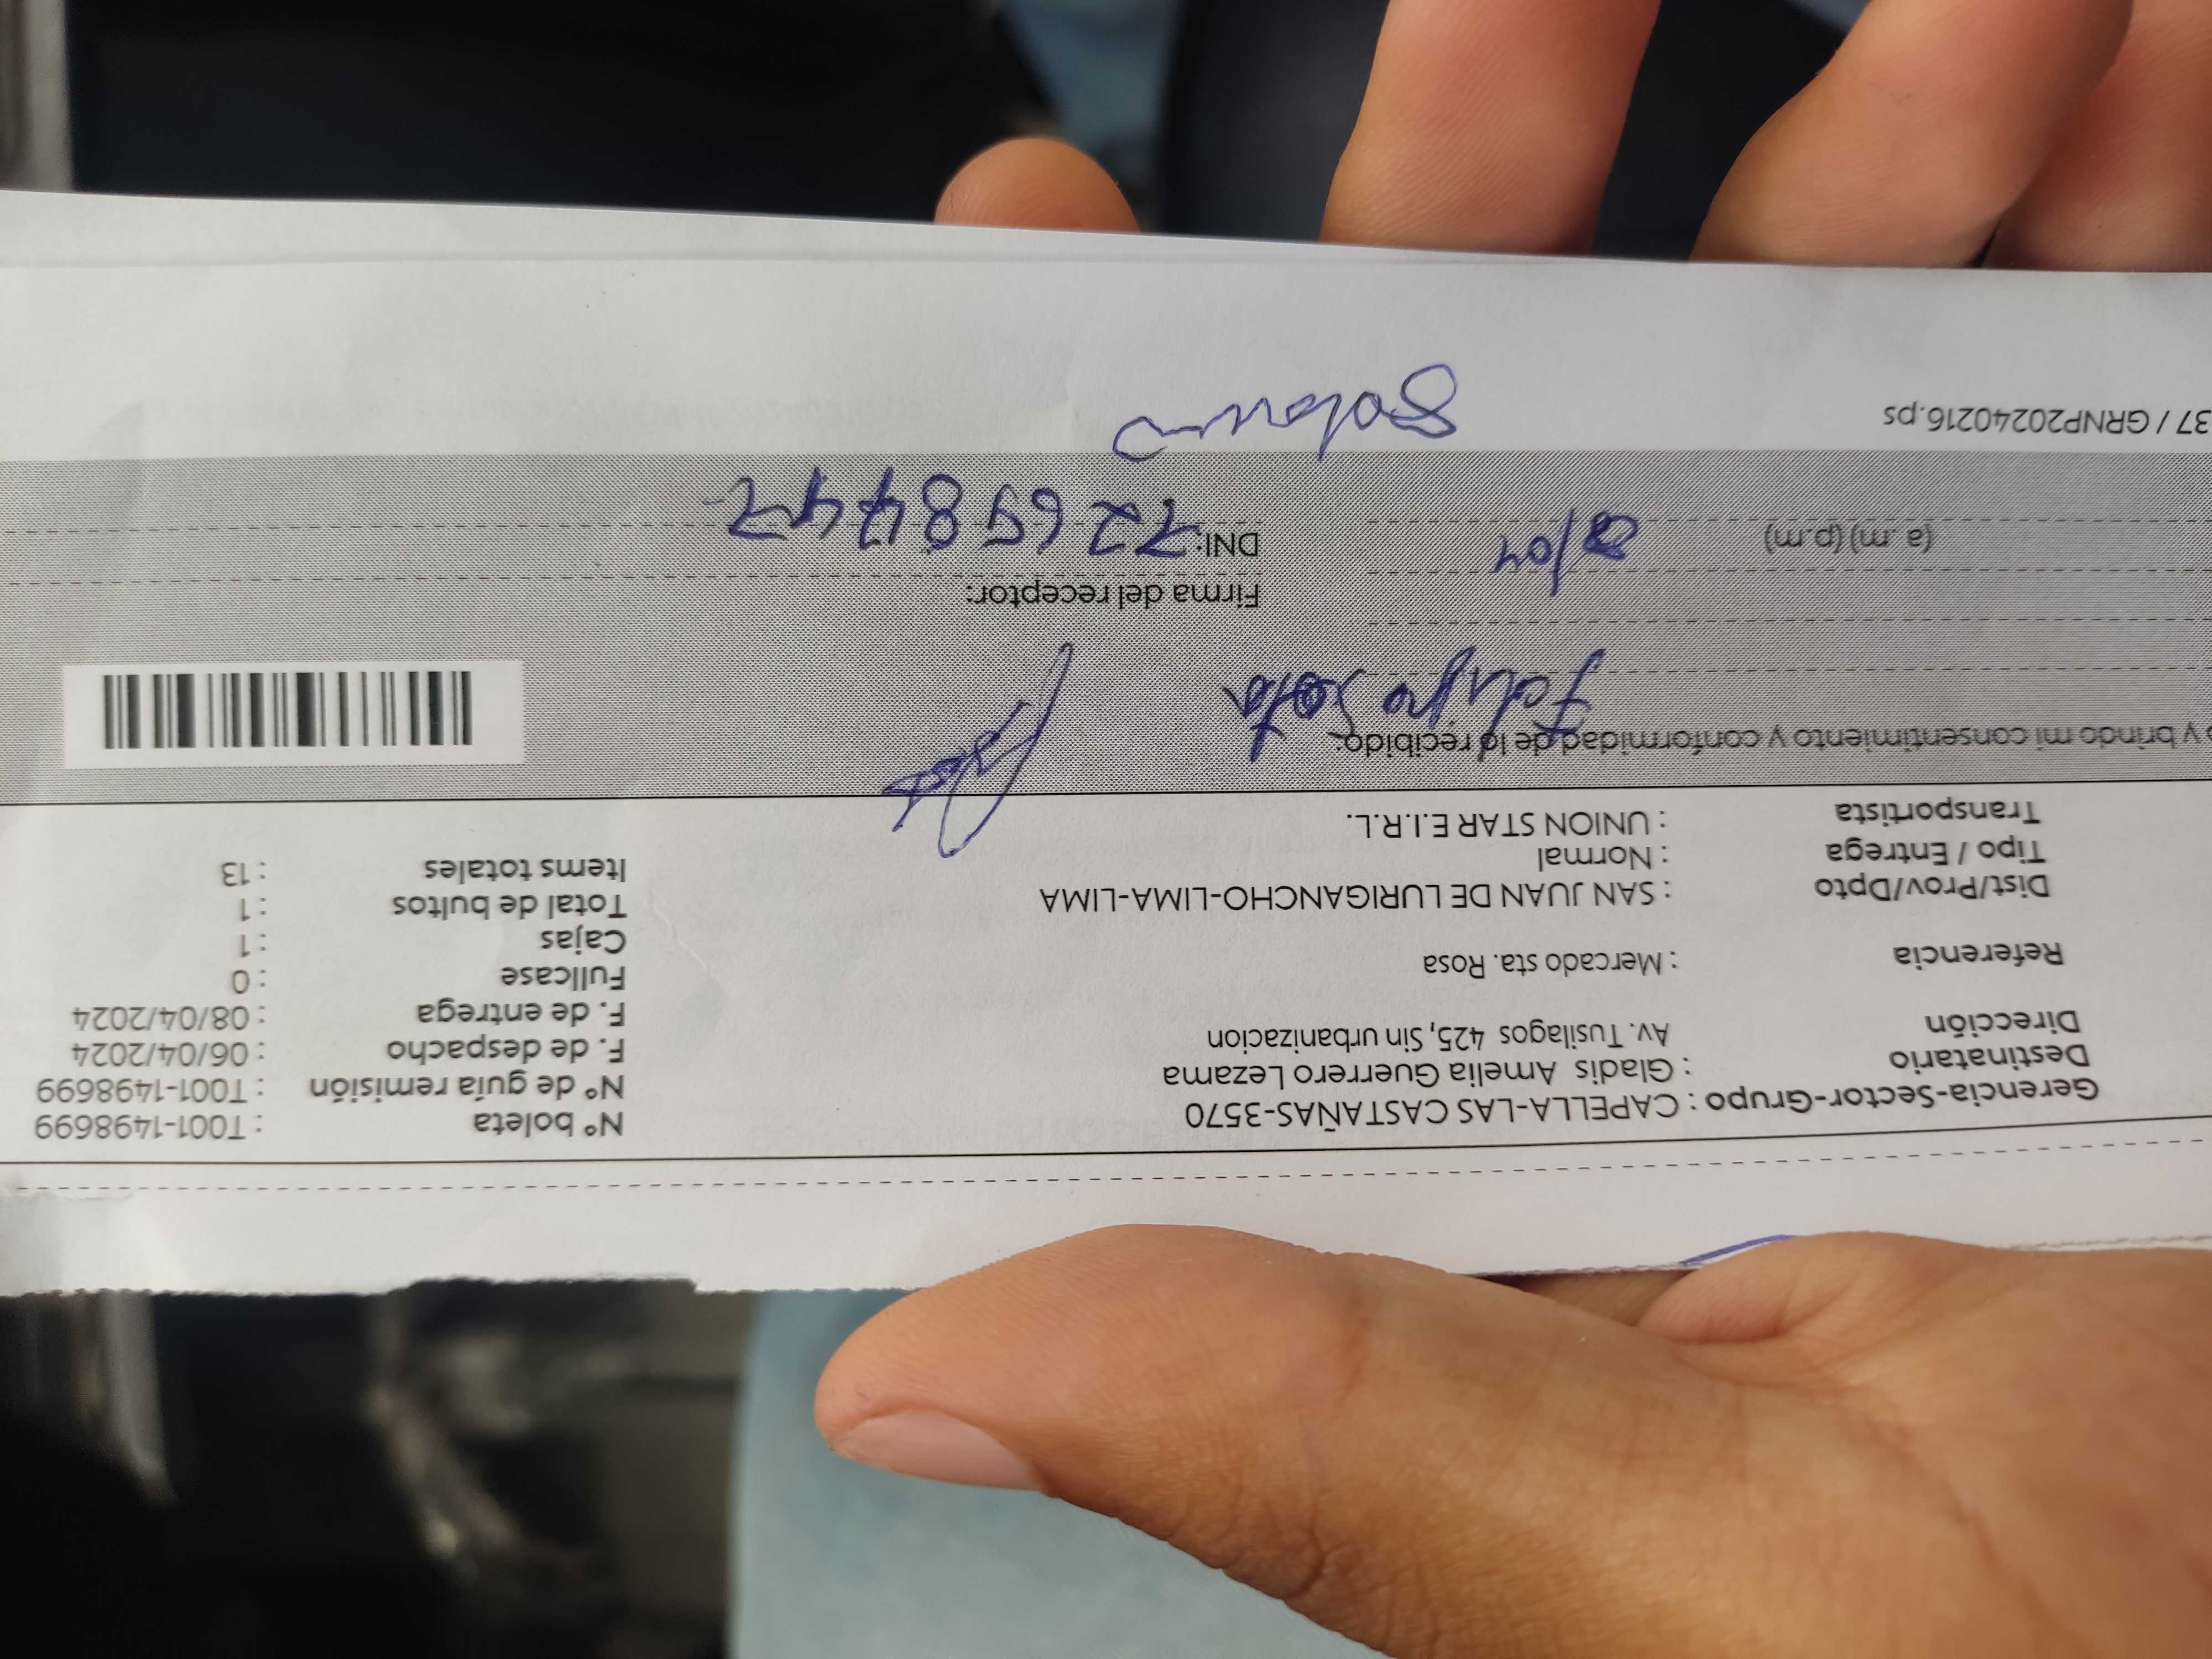 Gerencia-Sector-Grupo : CAPELLA-LAS CASTAÑAS-3570
Destinatario : Gladis Amelia Guerrero Lezama
Dirección Av. Tusilagos 425, Sin urbanizacion
Referencia : Mercado sta. Rosa
Dist/Prov/Dpto : SAN JUAN DE LURIGANCHO-LIMA-LIMA
Tipo / Entrega : Normal
Transportista : UNION STAR E.I.R.L.
N° boleta : T001-1498699
N° de guía remisión : T001-1498699
F. de despacho : 06/04/2024
F. de entrega : 08/04/2024
Fullcase : 0
Cajas : 1
Total de bultos : 1
Items totales : 13
y brindo mi consentimiento y conformidad de lo recibido:
Felipe Sota
Firma del receptor:
(a .m) (p.m) 8/04
DNI:
37 / GRNP20240216.ps